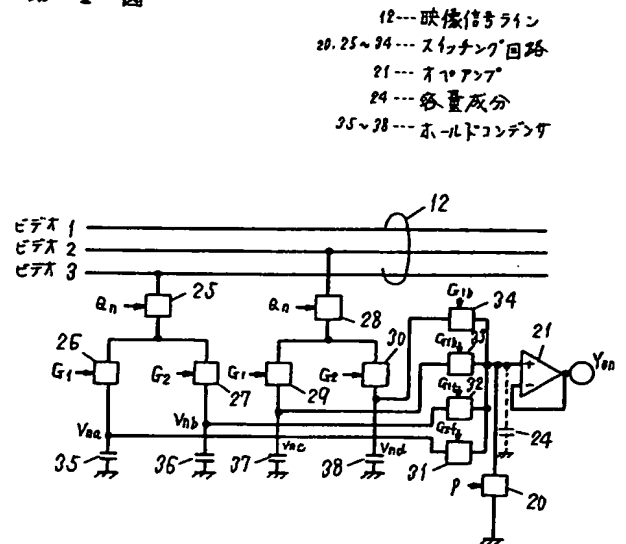 12---映像信号ライン
20.25~34---スイッチング回路
21---オペアンプ
24---容量成分
35~38---ホールドコンデンサ
12
ビデオ 1
ビデオ 2
ビデオ 3
Qn
25
Qn
28
G1b
34
26
G1
G2
27
G1
29
30
G2
33
32
31
21
Yon
24
Vna
Vnb
Vnc
Vnd
35
36
37
38
P
20